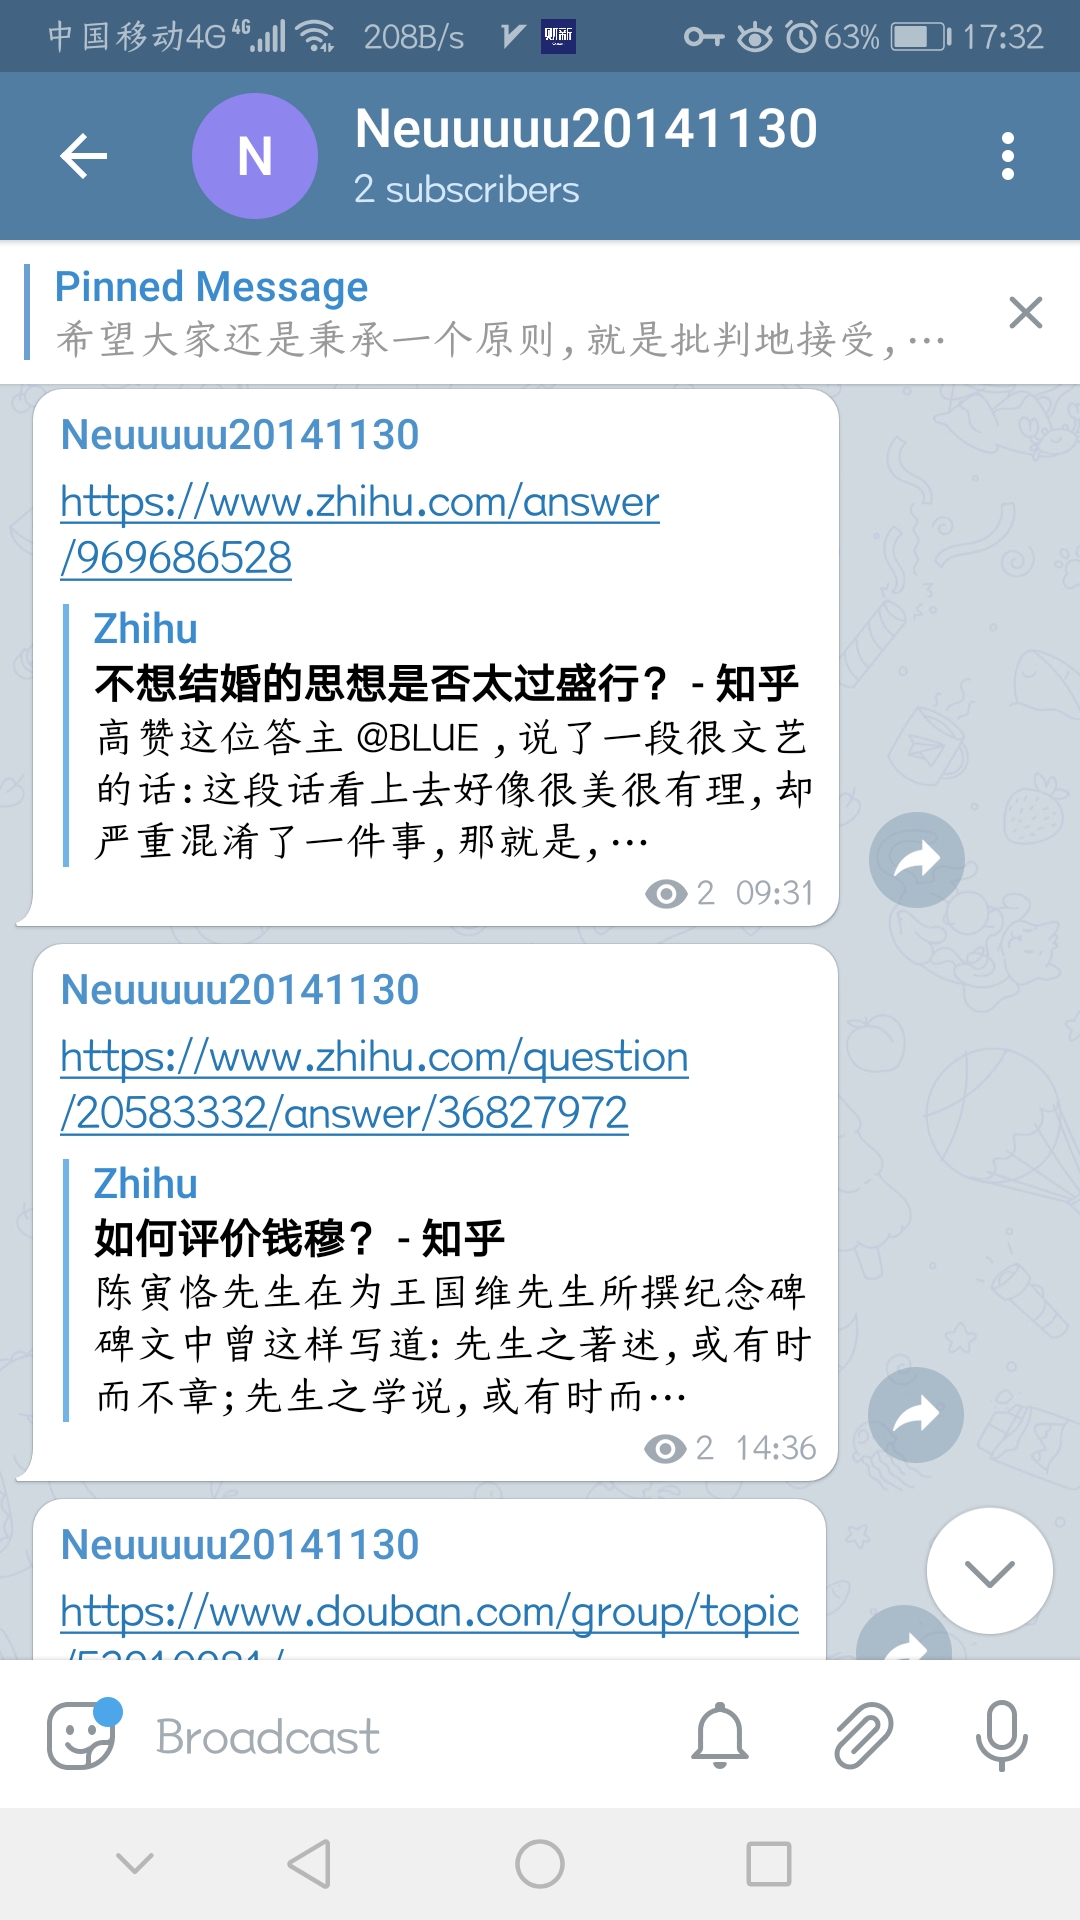 中国移动4G 4G 208B/s 财新 63% 17:32
N
Neuuuuu20141130
2 subscribers
Pinned Message
希望大家还是秉承一个原则,就是批判地接受,…
Neuuuuu20141130
https://www.zhihu.com/answer
/969686528
Zhihu
不想结婚的思想是否太过盛行? - 知乎
高赞这位答主 @BLUE ,说了一段很文艺
的话:这段话看上去好像很美很有理,却
严重混淆了一件事,那就是,…
2 09:31
Neuuuuu20141130
https://www.zhihu.com/question
/20583332/answer/36827972
Zhihu
如何评价钱穆? - 知乎
陈寅恪先生在为王国维先生所撰纪念碑
碑文中曾这样写道: 先生之著述,或有时
而不章;先生之学说,或有时而…
2 14:36
Neuuuuu20141130
https://www.douban.com/group/topic
Broadcast